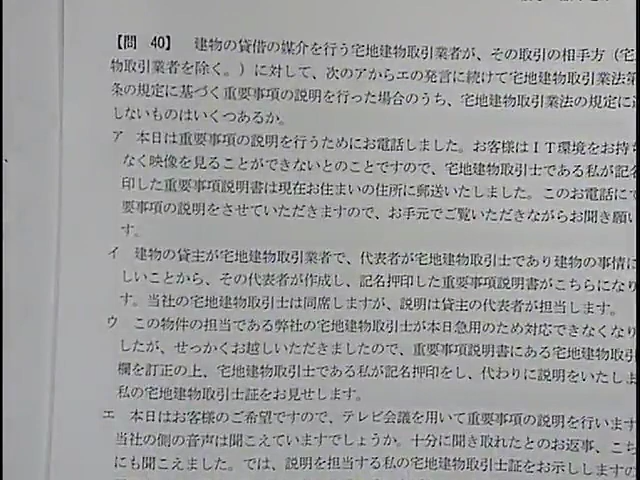 【問 40】 建物の貸借の媒介を行う宅地建物取引業者が、その取引の相手方（宅
物取引業者を除く。）に対して、次のアからエの発言に続けて宅地建物取引業法第
条の規定に基づく重要事項の説明を行った場合のうち、宅地建物取引業法の規定に
しないものはいくつあるか。
ア 本日は重要事項の説明を行うためにお電話しました。お客様はＩＴ環境をお持
なく映像を見ることができないとのことですので、宅地建物取引士である私が記名
印した重要事項説明書は現在お住まいの住所に郵送いたしました。このお電話にて
要事項の説明をさせていただきますので、お手元でご覧いただきながらお聞き願い
す。
イ 建物の貸主が宅地建物取引業者で、代表者が宅地建物取引士であり建物の事情に
しいことから、その代表者が作成し、記名押印した重要事項説明書がこちらになり
す。当社の宅地建物取引士は同席しますが、説明は貸主の代表者が担当します。
ウ この物件の担当である弊社の宅地建物取引士が本日急用のため対応できなくなり
したが、せっかくお越しいただきましたので、重要事項説明書にある宅地建物取引
欄を訂正の上、宅地建物取引士である私が記名押印をし、代わりに説明をいたしま
私の宅地建物取引士証をお見せします。
エ 本日はお客様のご希望ですので、テレビ会議を用いて重要事項の説明を行います
当社の側の音声は聞こえていますでしょうか。十分に聞き取れたとのお返事、こち
にも聞こえました。では、説明を担当する私の宅地建物取引士証をお示ししますの